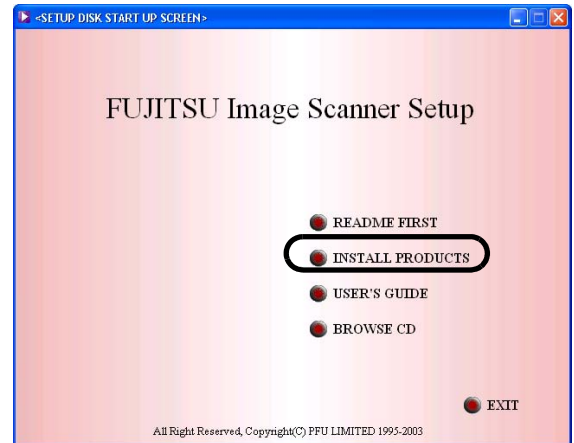 <SETUP DISK START UP SCREEN>
FUJITSU Image Scanner Setup
README FIRST
INSTALL PRODUCTS
USER'S GUIDE
BROWSE CD
EXIT
All Right Reserved, Copyright(C) PFU LIMITED 1995-2003